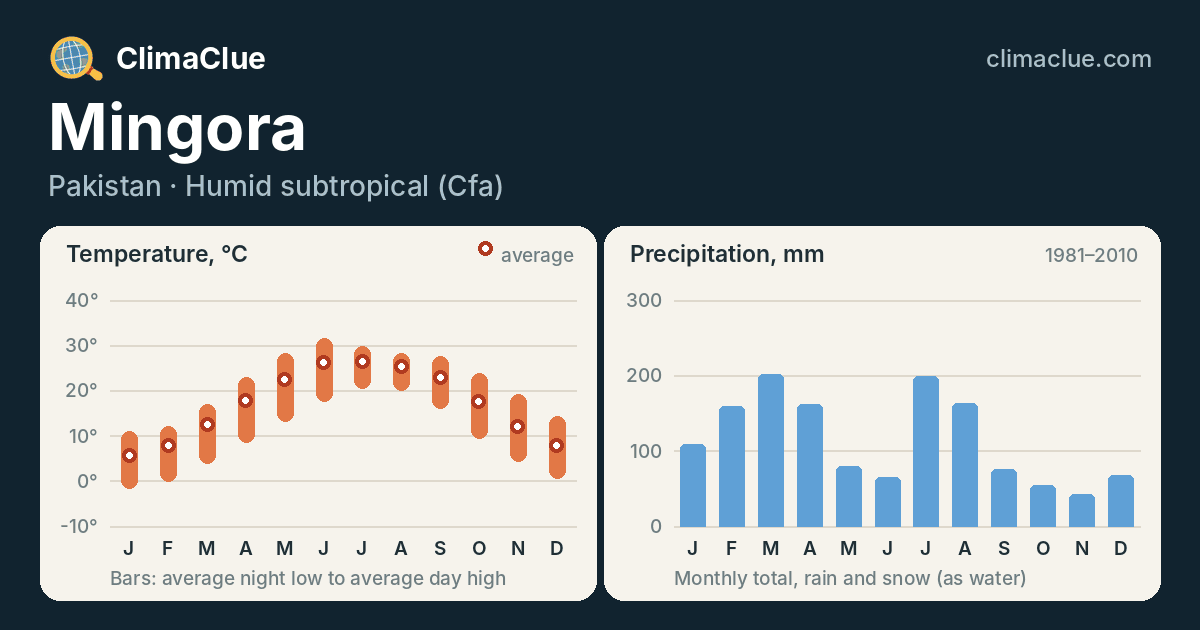 ClimaClue
climaclue.com
Mingora
Pakistan · Humid subtropical (Cfa)
Temperature, °C
average
40°
30°
20°
10°
0°
-10°
J F M A M J J A S O N D
Bars: average night low to average day high
Precipitation, mm
1981–2010
300
200
100
0
J F M A M J J A S O N D
Monthly total, rain and snow (as water)